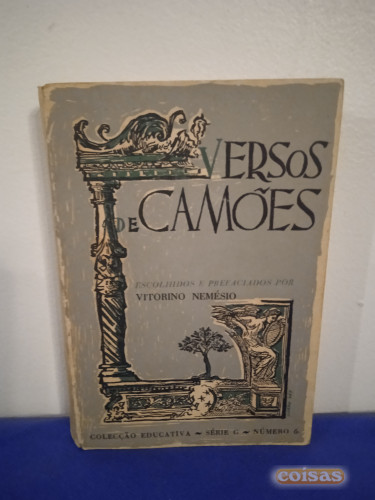 VERSOS
DE CAMÕES
ESCOLHIDOS E PREFACIADOS POR
VITORINO NEMÉSIO
COLECÇÃO EDUCATIVA ~ SÉRIE G ~ NÚMERO 6
coisas